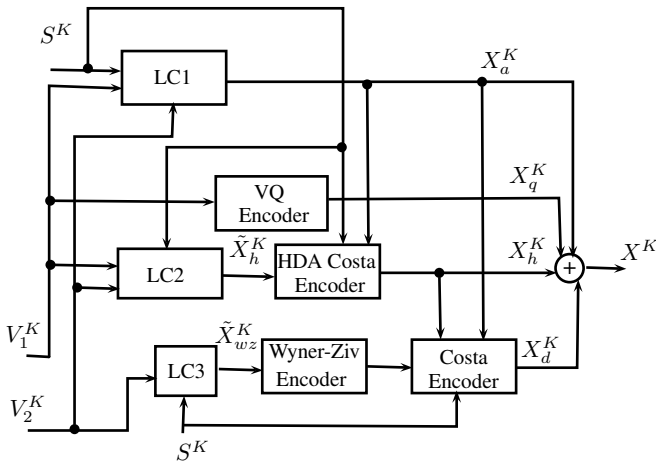 S^K
LC1
X_a^K
VQ
Encoder
X_q^K
LC2
X̃_h^K
HDA Costa
Encoder
X_h^K
+
X^K
V_1^K
X̃_{wz}^K
LC3
Wyner-Ziv
Encoder
Costa
Encoder
X_d^K
V_2^K
S^K